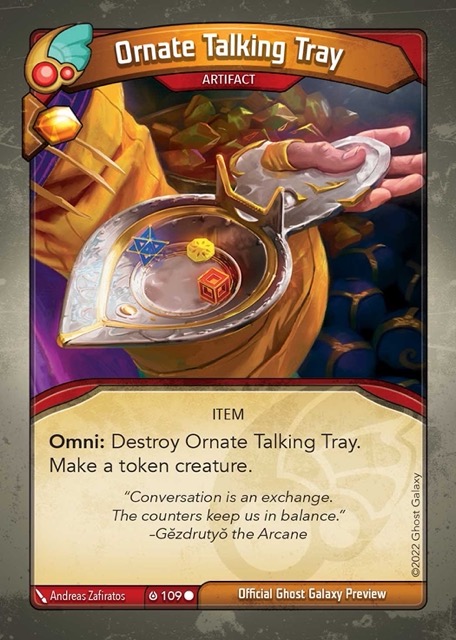 Ornate Talking Tray
ARTIFACT
ITEM
Omni: Destroy Ornate Talking Tray.
Make a token creature.
“Conversation is an exchange.
The counters keep us in balance.”
–Gězdrutyŏ the Arcane
©2022 Ghost Galaxy
Andreas Zafiratos
109
Official Ghost Galaxy Preview